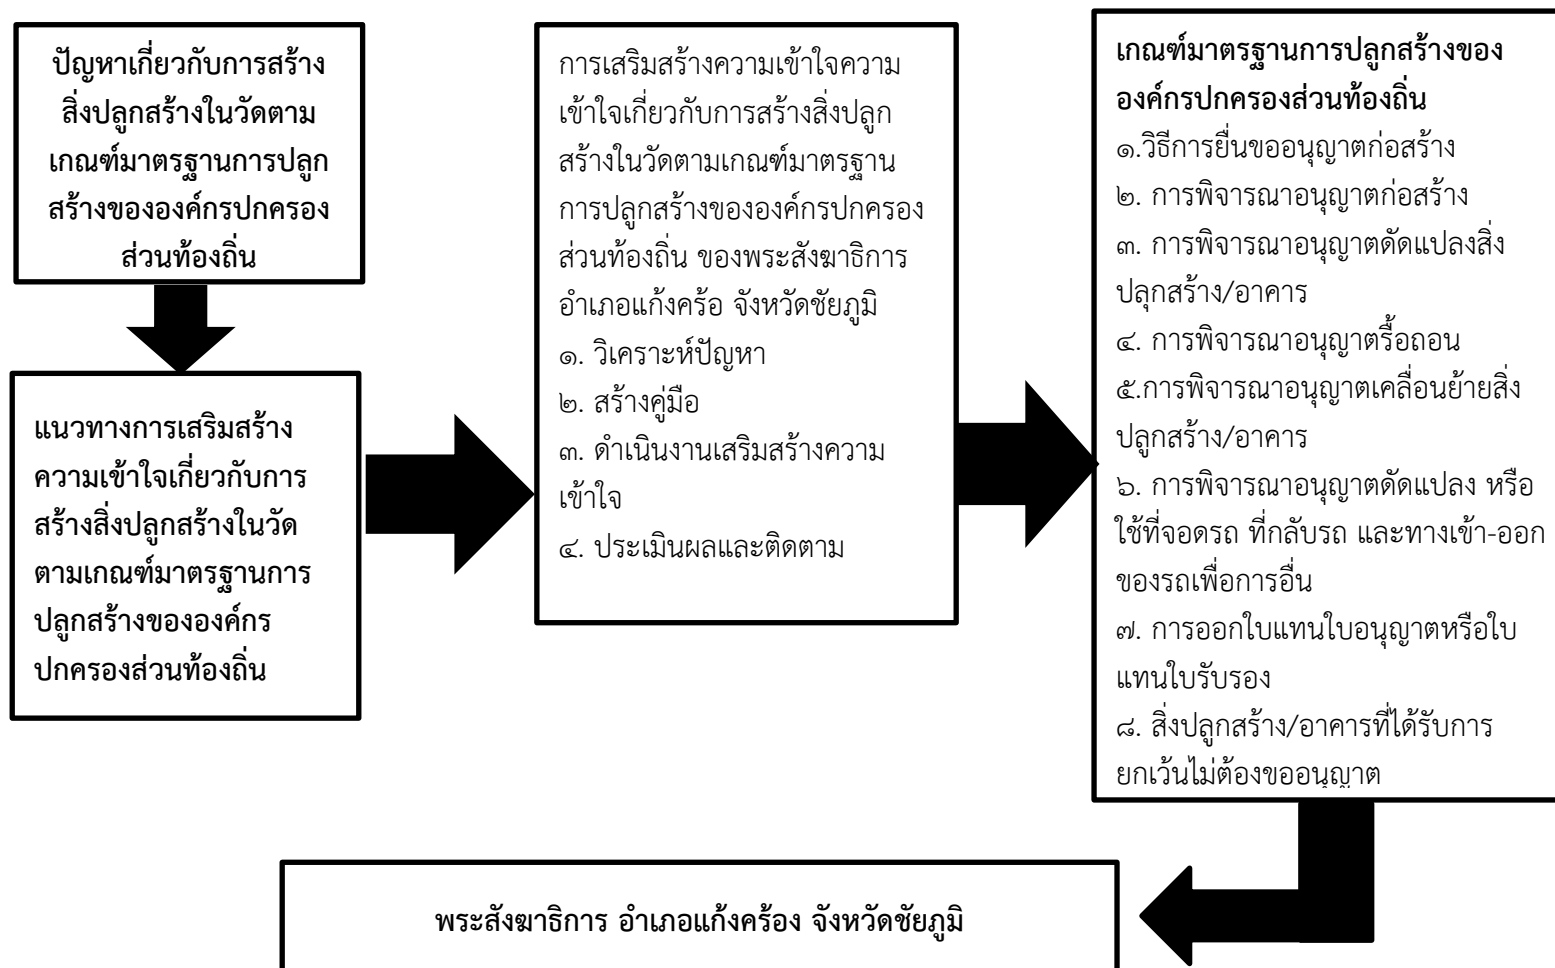 ปัญหาเกี่ยวกับการสร้าง
สิ่งปลูกสร้างในวัดตาม
เกณฑ์มาตรฐานการปลูก
สร้างขององค์กรปกครอง
ส่วนท้องถิ่น
แนวทางการเสริมสร้าง
ความเข้าใจเกี่ยวกับการ
สร้างสิ่งปลูกสร้างในวัด
ตามเกณฑ์มาตรฐานการ
ปลูกสร้างขององค์กร
ปกครองส่วนท้องถิ่น
การเสริมสร้างความเข้าใจความ
เข้าใจเกี่ยวกับการสร้างสิ่งปลูก
สร้างในวัดตามเกณฑ์มาตรฐาน
การปลูกสร้างขององค์กรปกครอง
ส่วนท้องถิ่น ของพระสังฆาธิการ
อำเภอแก้งคร้อ จังหวัดชัยภูมิ
๑. วิเคราะห์ปัญหา
๒. สร้างคู่มือ
๓. ดำเนินงานเสริมสร้างความ
เข้าใจ
๔. ประเมินผลและติดตาม
เกณฑ์มาตรฐานการปลูกสร้างของ
องค์กรปกครองส่วนท้องถิ่น
๑.วิธีการยื่นขออนุญาตก่อสร้าง
๒. การพิจารณาอนุญาตก่อสร้าง
๓. การพิจารณาอนุญาตดัดแปลงสิ่ง
ปลุกสร้าง/อาคาร
๔. การพิจารณาอนุญาตรื้อถอน
๕.การพิจารณาอนุญาตเคลื่อนย้ายสิ่ง
ปลูกสร้าง/อาคาร
๖. การพิจารณาอนุญาตดัดแปลง หรือ
ใช้ที่จอดรถ ที่กลับรถ และทางเข้า-ออก
ของรถเพื่อการอื่น
๗. การออกใบแทนใบอนุญาตหรือใบ
แทนใบรับรอง
๘. สิ่งปลูกสร้าง/อาคารที่ได้รับการ
ยกเว้นไม่ต้องขออนุญาต
พระสังฆาธิการ อำเภอแก้งคร้อง จังหวัดชัยภูมิ